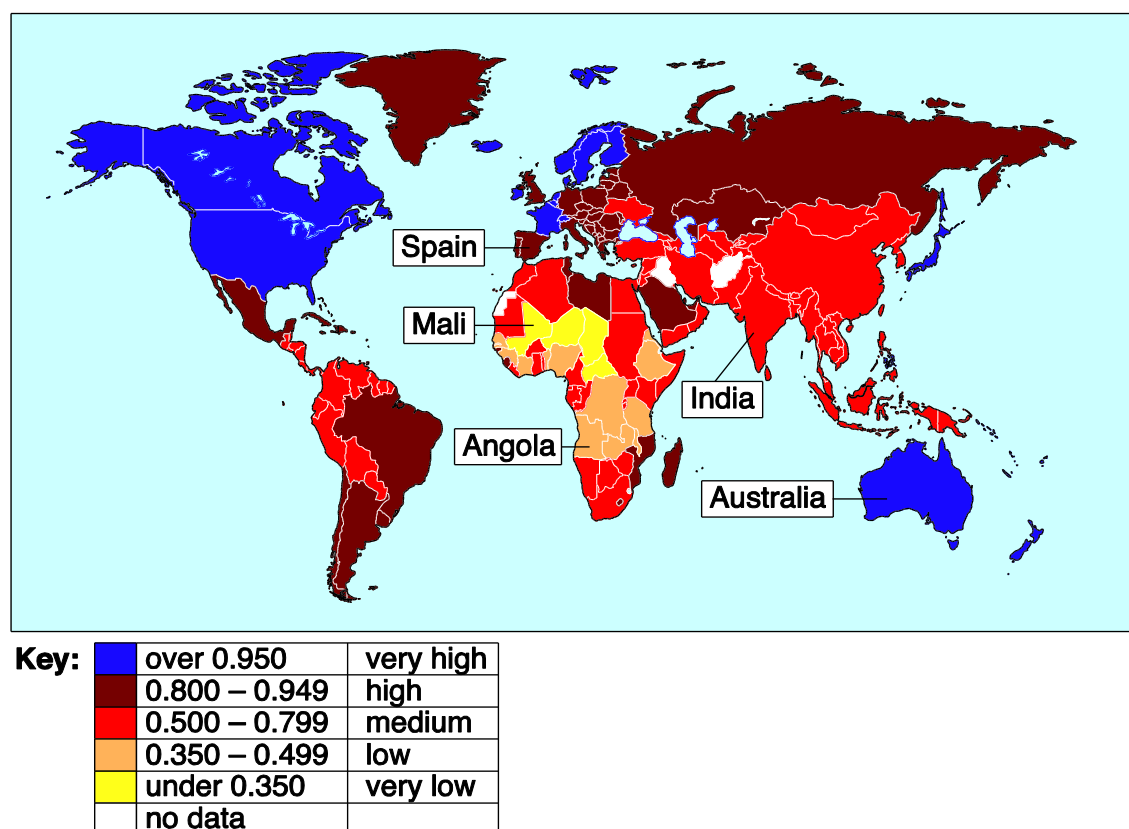 Spain
Mali
India
Angola
Australia
Key:
over 0.950 very high
0.800 – 0.949 high
0.500 – 0.799 medium
0.350 – 0.499 low
under 0.350 very low
no data